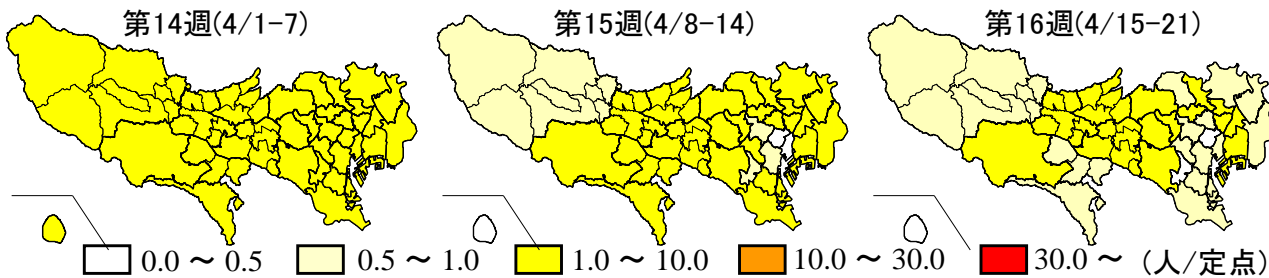 第14週(4/1-7) 第15週(4/8-14) 第16週(4/15-21)
0.0 ～ 0.5 0.5 ～ 1.0 1.0 ～ 10.0 10.0 ～ 30.0 30.0 ～ (人/定点)